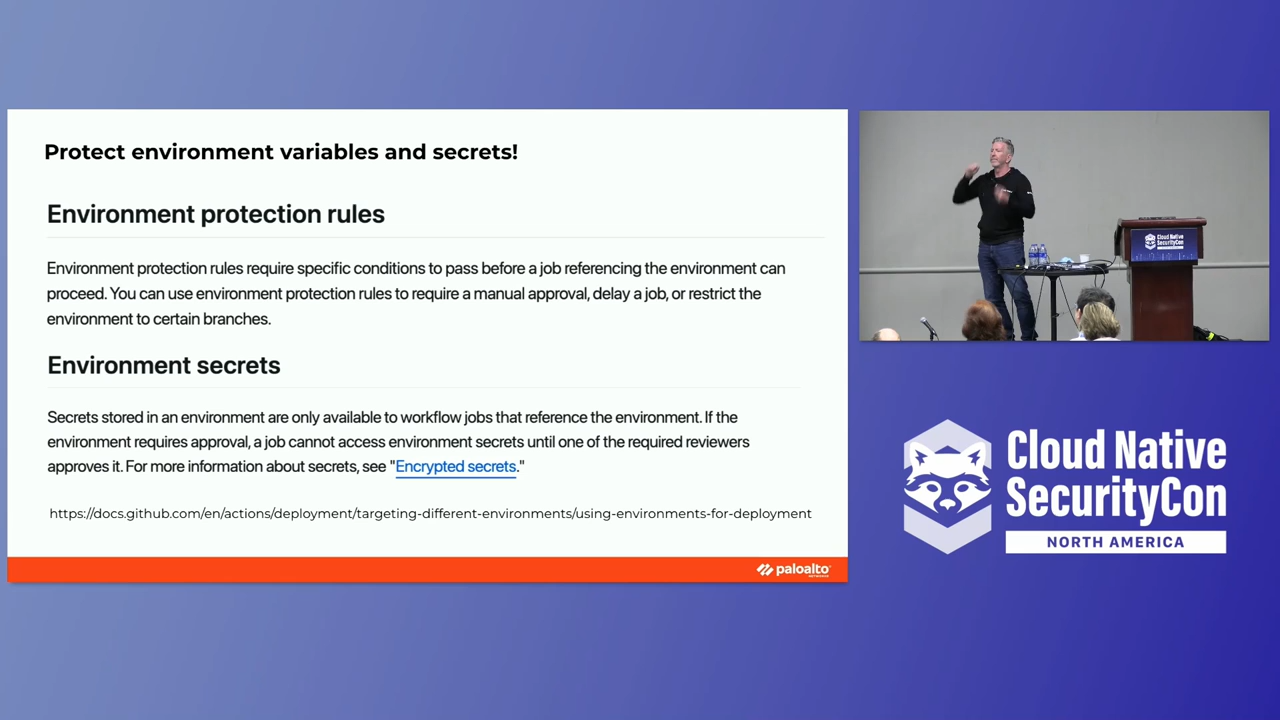 Protect environment variables and secrets!
Environment protection rules
Environment protection rules require specific conditions to pass before a job referencing the environment can
proceed. You can use environment protection rules to require a manual approval, delay a job, or restrict the
environment to certain branches.
Environment secrets
Secrets stored in an environment are only available to workflow jobs that reference the environment. If the
environment requires approval, a job cannot access environment secrets until one of the required reviewers
approves it. For more information about secrets, see "Encrypted secrets."
https://docs.github.com/en/actions/deployment/targeting-different-environments/using-environments-for-deployment
paloalto
NETWORKS
Cloud Native
SecurityCon
Cloud Native
SecurityCon
NORTH AMERICA